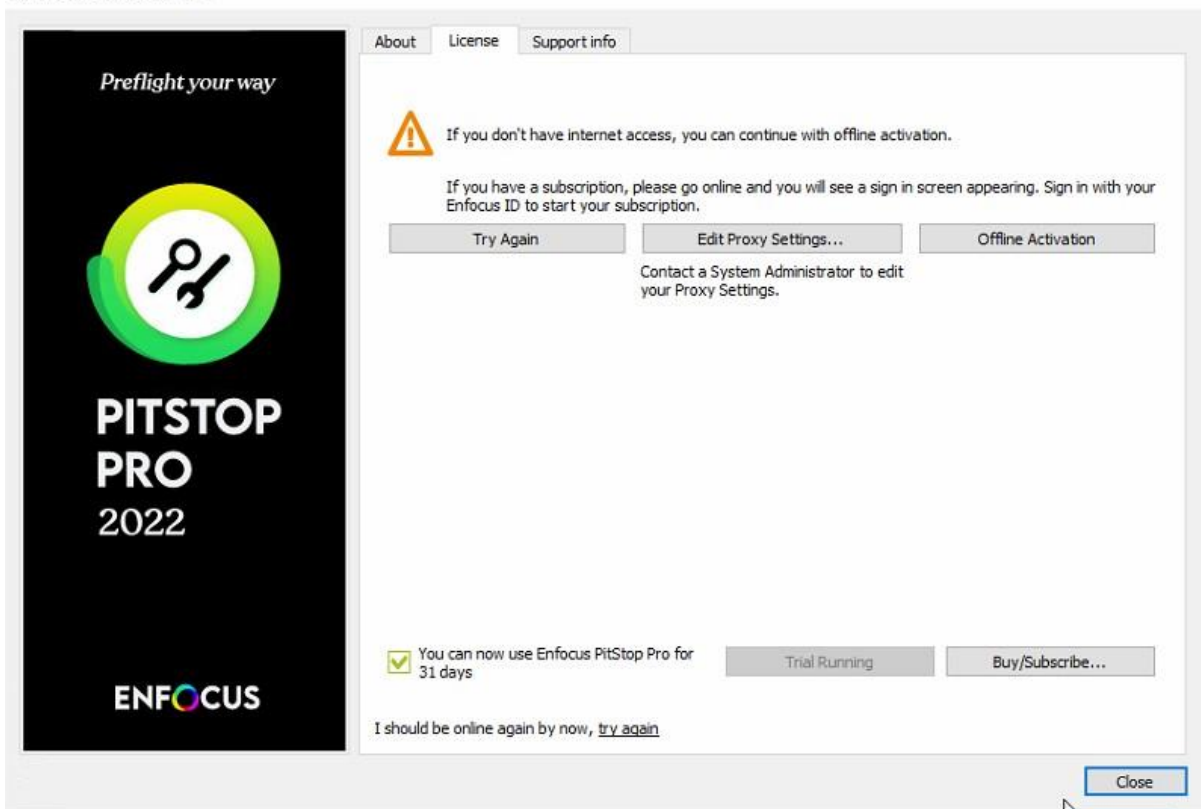 Preflight your way
PITSTOP
PRO
2022
ENFOCUS
About License Support info
If you don't have internet access, you can continue with offline activation.
If you have a subscription, please go online and you will see a sign in screen appearing. Sign in with your
Enfocus ID to start your subscription.
Try Again Edit Proxy Settings... Offline Activation
Contact a System Administrator to edit
your Proxy Settings.
You can now use Enfocus PitStop Pro for
31 days
Trial Running Buy/Subscribe...
I should be online again by now, try again
Close